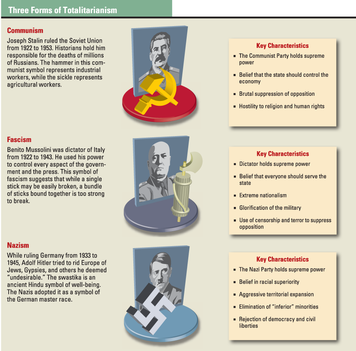 Three Forms of Totalitarianism
Communism
Joseph Stalin ruled the Soviet Union
from 1922 to 1953. Historians hold him
responsible for the deaths of millions
of Russians. The hammer in this com-
munist symbol represents industrial
workers, while the sickle represents
agricultural workers.
Key Characteristics
• The Communist Party holds supreme
power
• Belief that the state should control the
economy
• Brutal suppression of opposition
• Hostility to religion and human rights
Fascism
Benito Mussolini was dictator of Italy
from 1922 to 1943. He used his power
to control every aspect of the govern-
ment and the press. This symbol of
fascism suggests that while a single
stick may be easily broken, a bundle
of sticks bound together is too strong
to break.
Key Characteristics
• Dictator holds supreme power
• Belief that everyone should serve the
state
• Extreme nationalism
• Glorification of the military
• Use of censorship and terror to suppress
opposition
Nazism
While ruling Germany from 1933 to
1945, Adolf Hitler tried to rid Europe of
Jews, Gypsies, and others he deemed
"undesirable." The swastika is an
ancient Hindu symbol of well-being.
The Nazis adopted it as a symbol of
the German master race.
Key Characteristics
• The Nazi Party holds supreme power
• Belief in racial superiority
• Aggressive territorial expansion
• Elimination of "inferior" minorities
• Rejection of democracy and civil
liberties